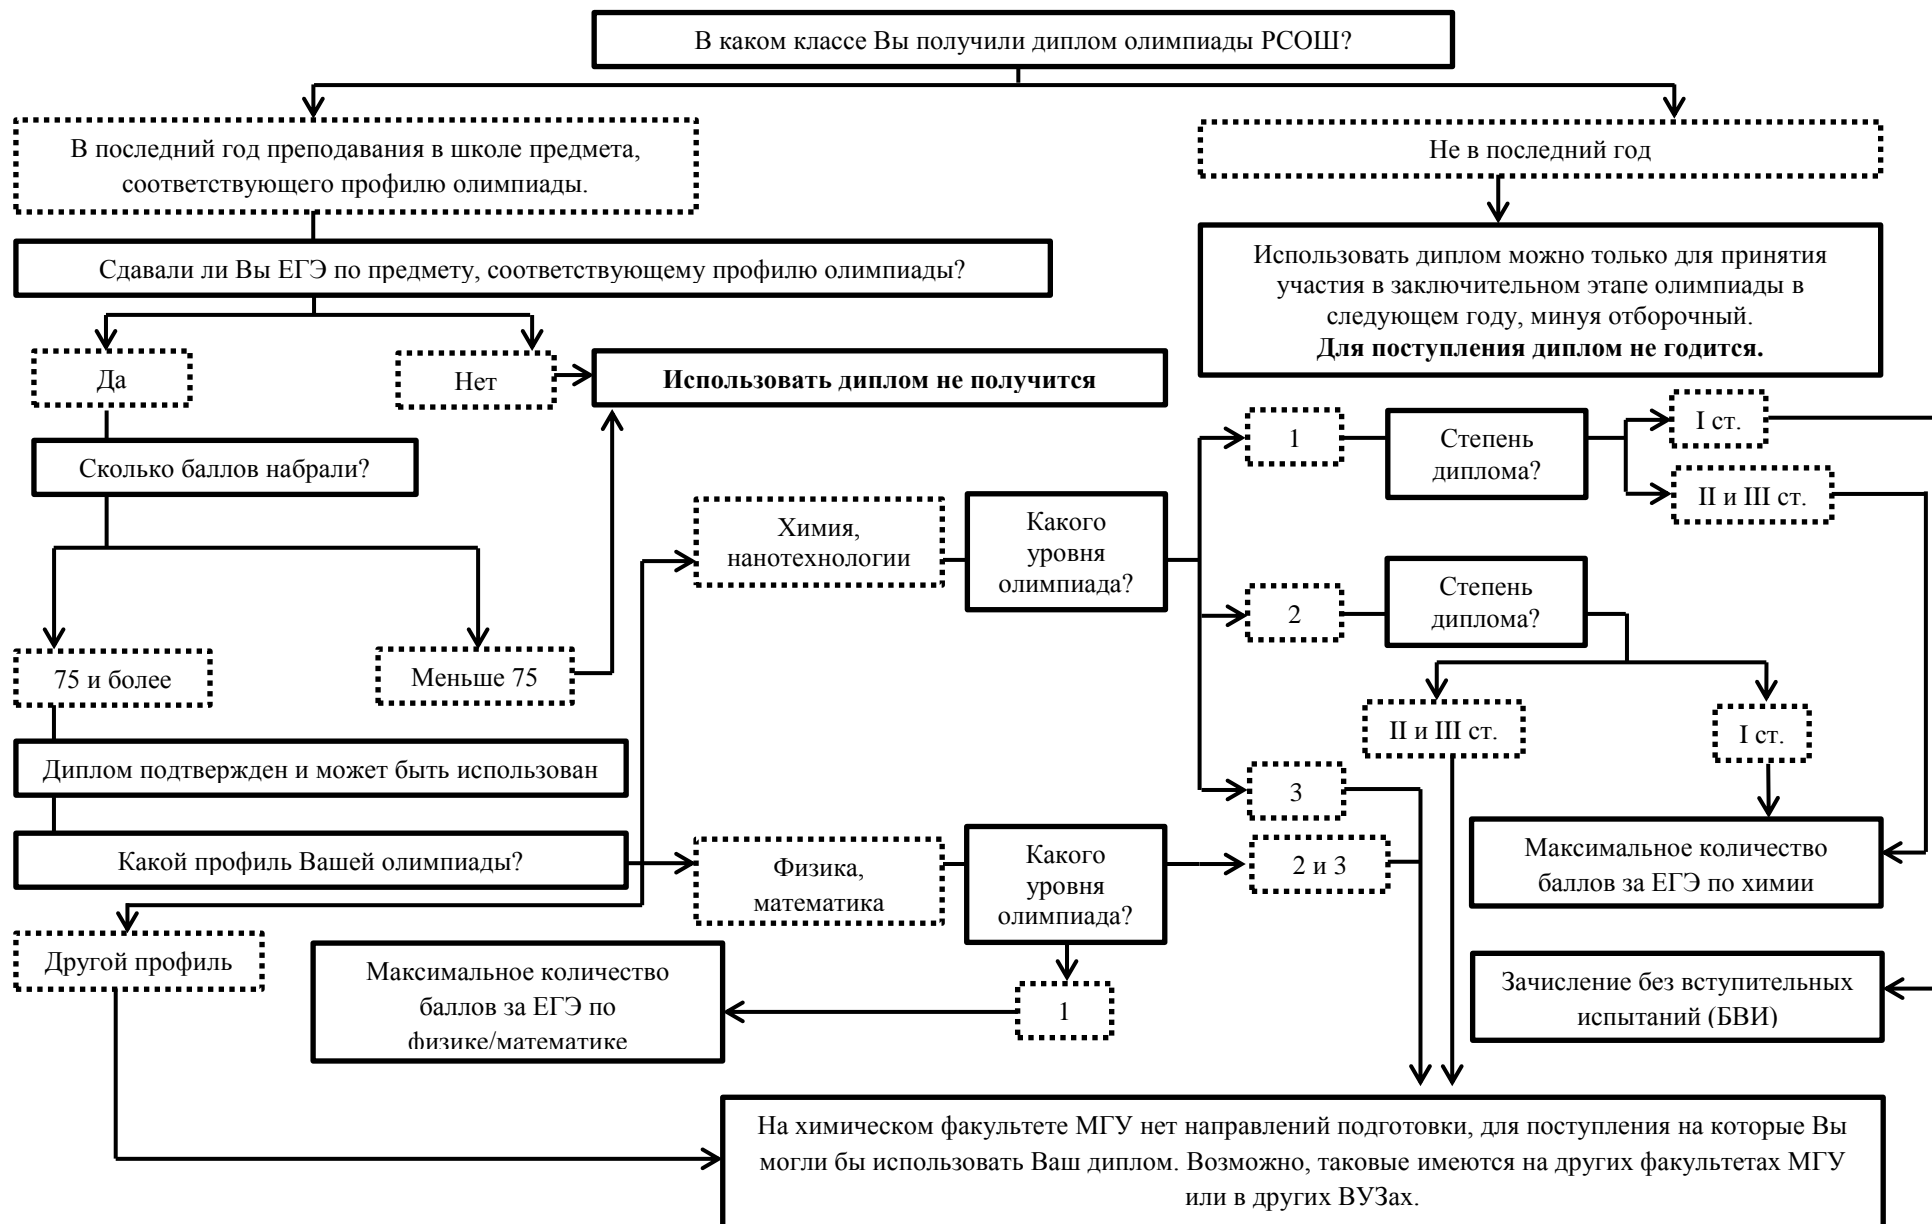 В каком классе Вы получили диплом олимпиады РСОШ?
В последний год преподавания в школе предмета,
соответствующего профилю олимпиады.
Не в последний год
Сдавали ли Вы ЕГЭ по предмету, соответствующему профилю олимпиады?
Использовать диплом можно только для принятия
участия в заключительном этапе олимпиады в
следующем году, минуя отборочный.
Для поступления диплом не годится.
Да
Нет
Использовать диплом не получится
Сколько баллов набрали?
1
Степень
диплома?
I ст.
II и III ст.
Химия,
нанотехнологии
Какого
уровня
олимпиада?
2
Степень
диплома?
75 и более
Меньше 75
II и III ст.
I ст.
Диплом подтвержден и может быть использован
3
Какой профиль Вашей олимпиады?
Физика,
математика
Какого
уровня
олимпиада?
2 и 3
Максимальное количество
баллов за ЕГЭ по химии
Другой профиль
Максимальное количество
баллов за ЕГЭ по
физике/математике
1
Зачисление без вступительных
испытаний (БВИ)
На химическом факультете МГУ нет направлений подготовки, для поступления на которые Вы
могли бы использовать Ваш диплом. Возможно, таковые имеются на других факультетах МГУ
или в других ВУЗах.